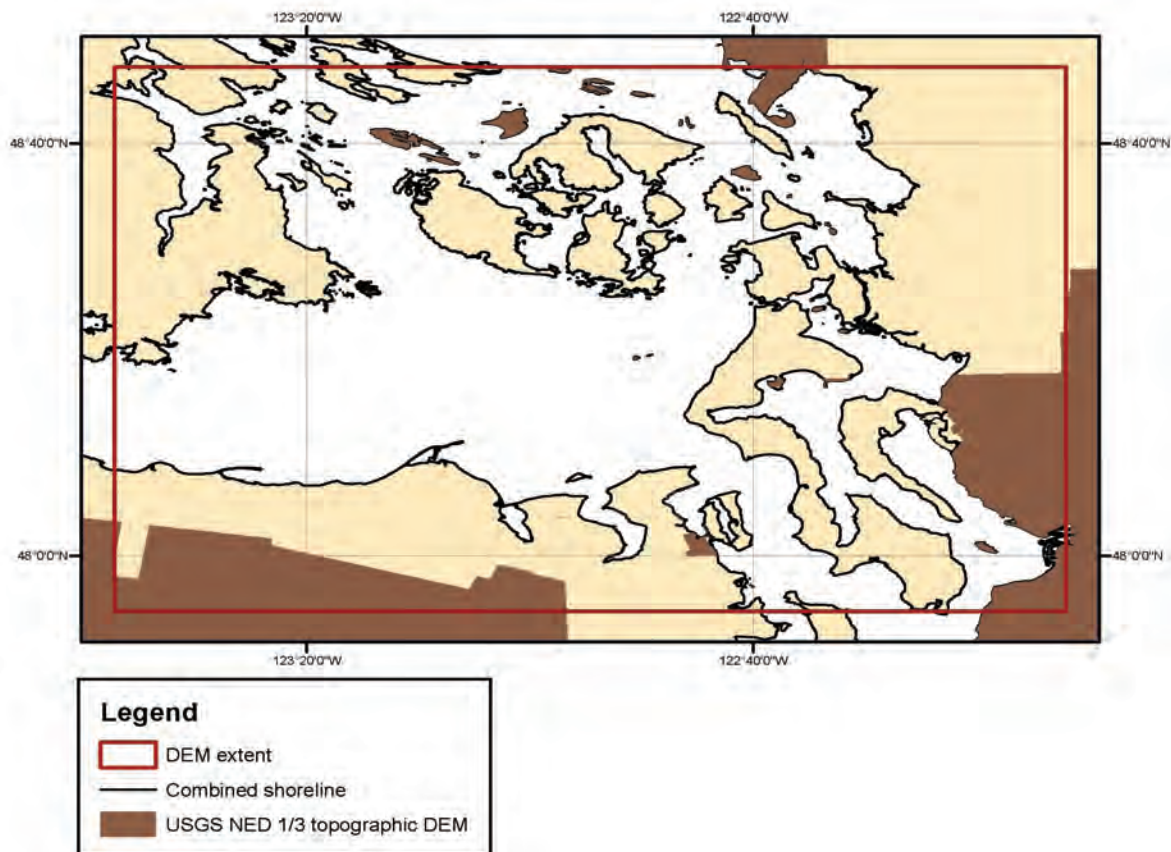 123°20'0"W 122°40'0"W
48°40'0"N 48°40'0"N
48°0'0"N 48°0'0"N
123°20'0"W 122°40'0"W
Legend
DEM extent
Combined shoreline
USGS NED 1/3 topographic DEM